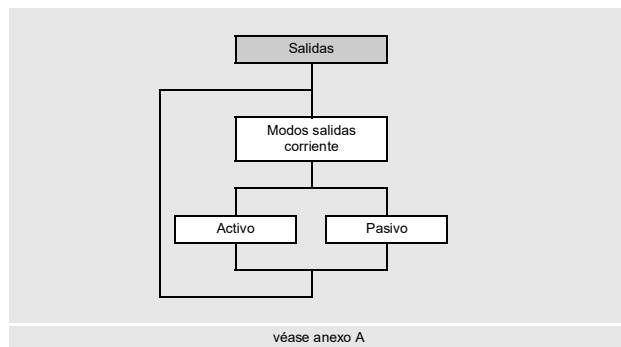 Salidas
Modos salidas
corriente
Activo
Pasivo
véase anexo A